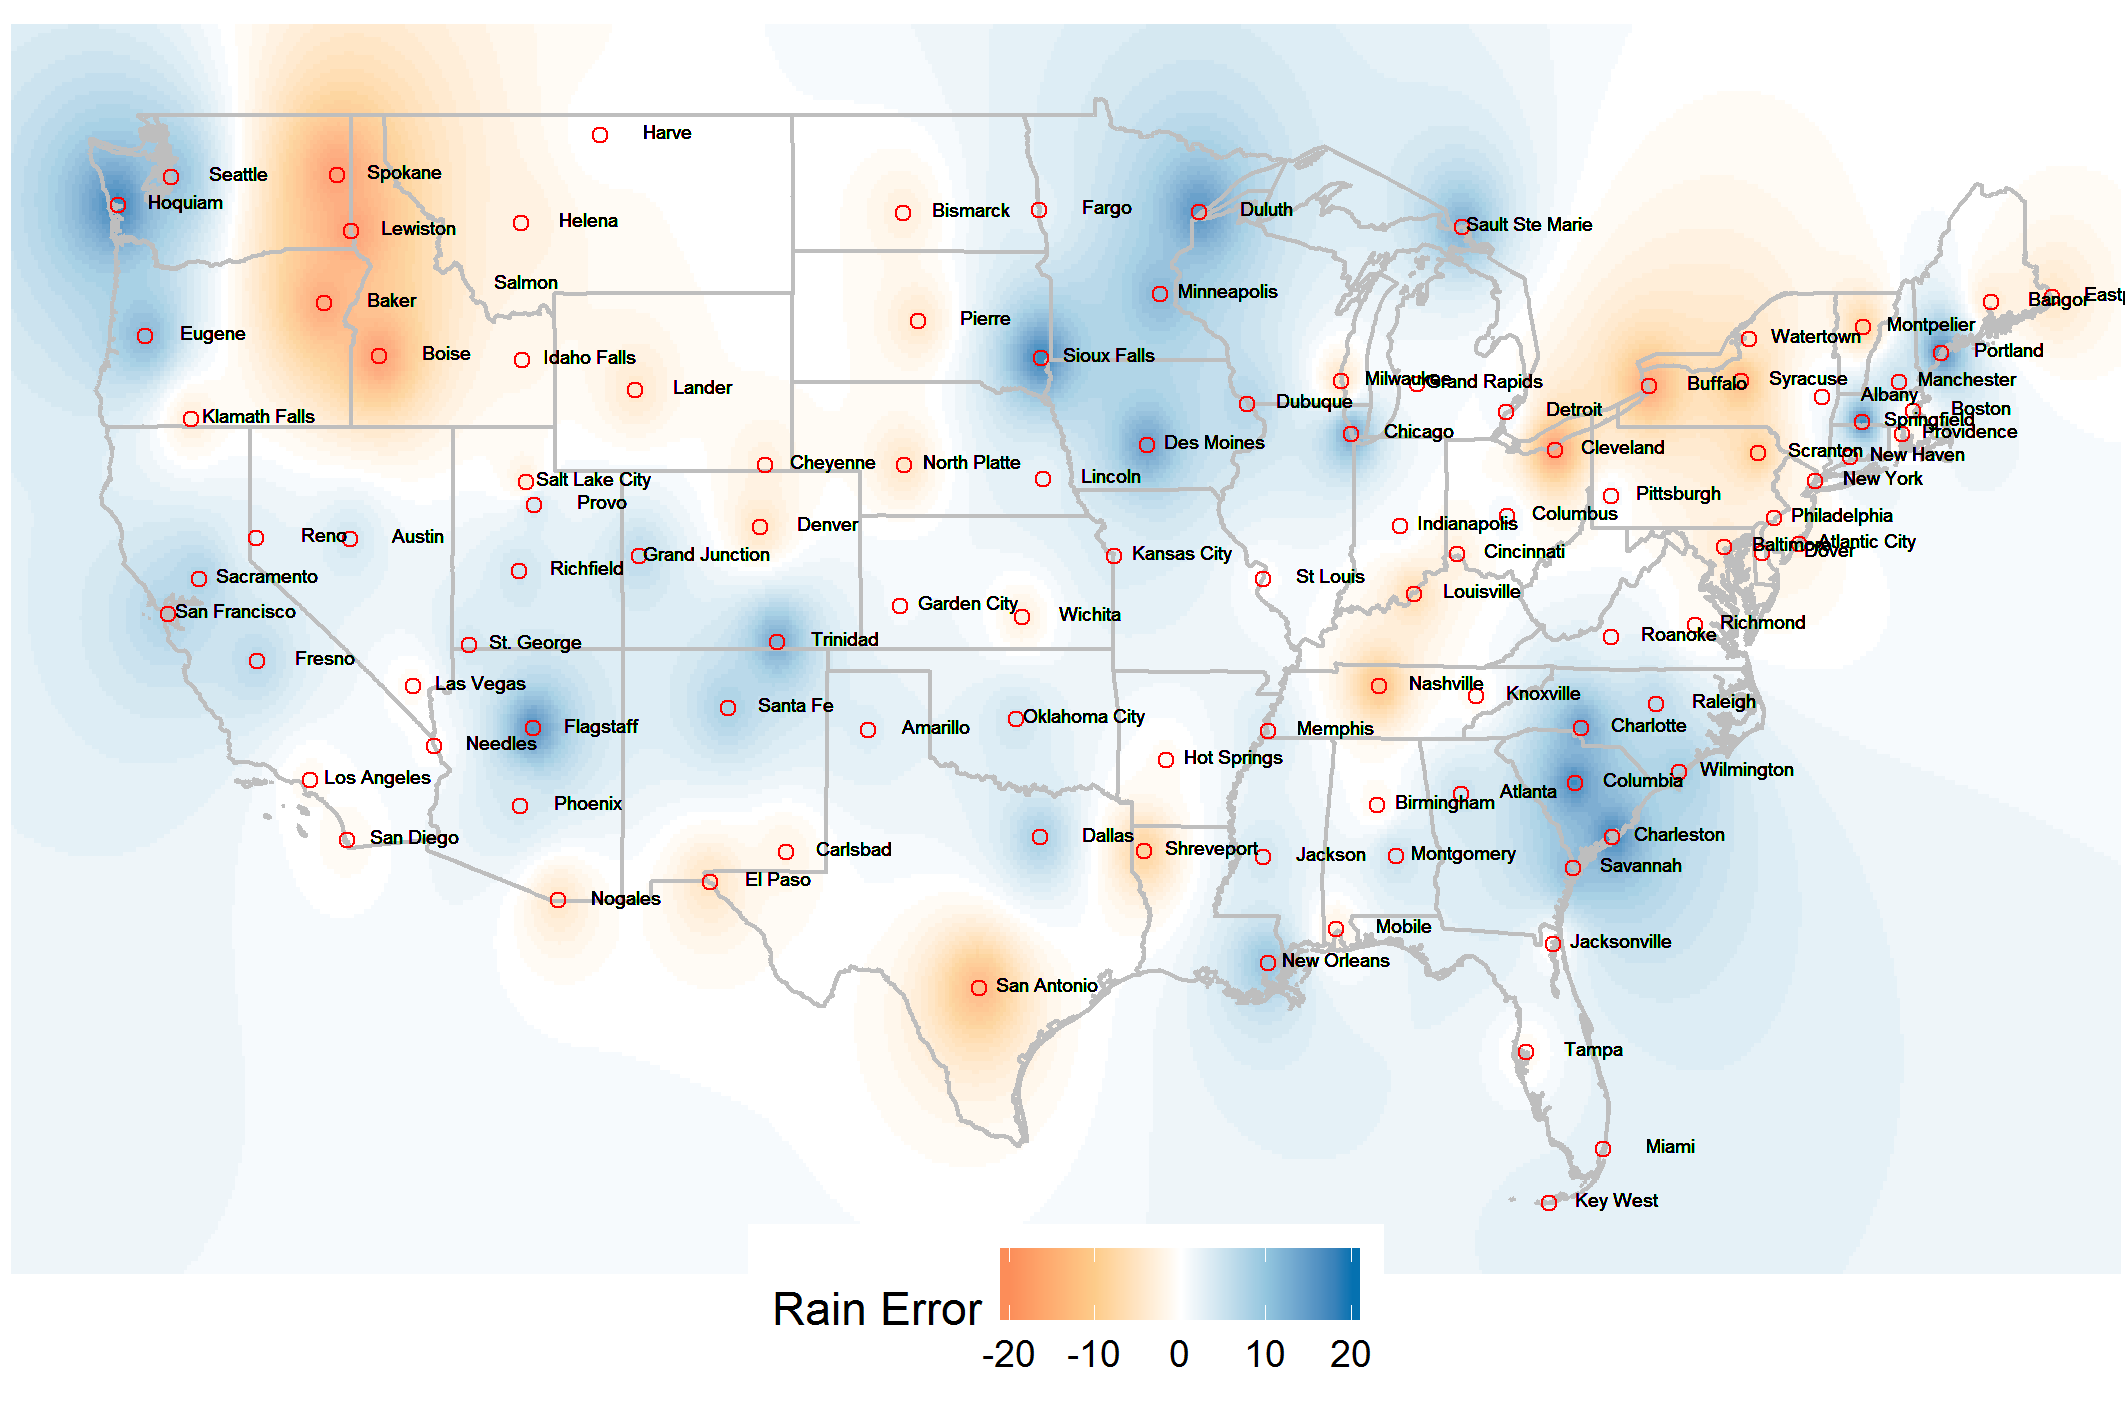 Harve
Seattle
Spokane
Hoquiam
Lewiston
Helena
Bismarck
Fargo
Duluth
Sault Ste Marie
Salmon
Baker
Minneapolis
Bangor
Eastp
Eugene
Boise
Idaho Falls
Pierre
Sioux Falls
Watertown
Montpelier
Portland
Lander
Milwaukee
Grand Rapids
Buffalo
Syracuse
Manchester
Klamath Falls
Dubuque
Detroit
Albany
Boston
Des Moines
Chicago
Cleveland
Springfield
Providence
Cheyenne
North Platte
Scranton
New Haven
Salt Lake City
Lincoln
New York
Provo
Pittsburgh
Denver
Indianapolis
Columbus
Philadelphia
Reno
Austin
Grand Junction
Kansas City
Cincinnati
Baltimore
Atlantic City
Dover
Sacramento
Richfield
St Louis
Louisville
San Francisco
Garden City
Wichita
Richmond
St. George
Trinidad
Roanoke
Fresno
Las Vegas
Nashville
Knoxville
Flagstaff
Santa Fe
Amarillo
Oklahoma City
Raleigh
Needles
Memphis
Charlotte
Los Angeles
Hot Springs
Wilmington
Phoenix
Birmingham
Atlanta
Columbia
San Diego
Carlsbad
Dallas
Shreveport
Jackson
Montgomery
Charleston
El Paso
Savannah
Nogales
Mobile
Jacksonville
New Orleans
San Antonio
Tampa
Miami
Key West
Rain Error
-20 -10 0 10 20